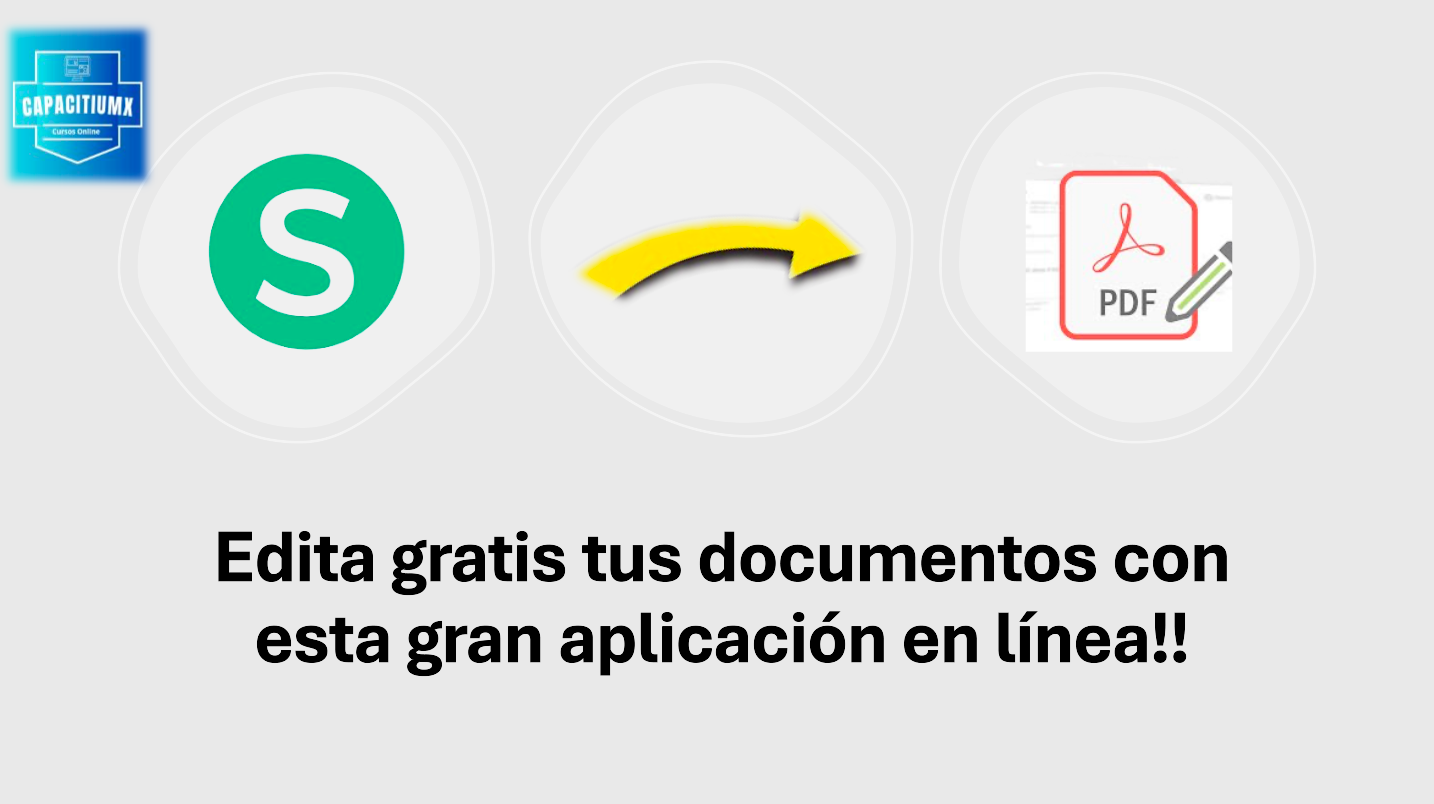 CAPACITIUMX
Cursos Online
S
PDF
Edita gratis tus documentos con
esta gran aplicación en línea!!